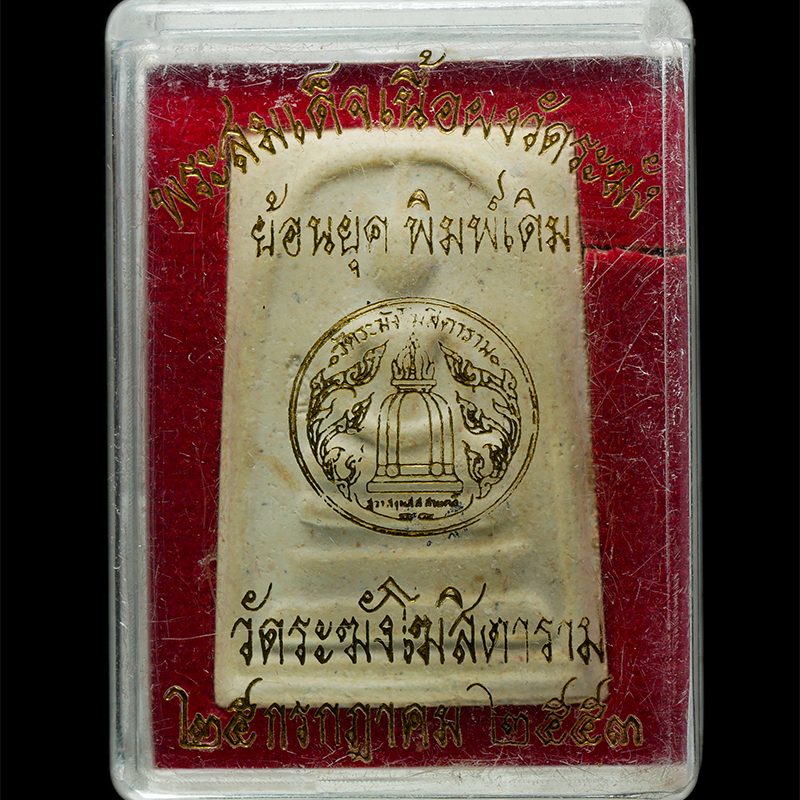 พระสมเด็จเนื้อผงวัดระฆัง
ย้อนยุค พิมพ์เดิม
วัดระฆังโฆสิตาราม
วัดระฆังโฆสิตาราม
๒๕ กรกฎาคม ๒๕๕๓